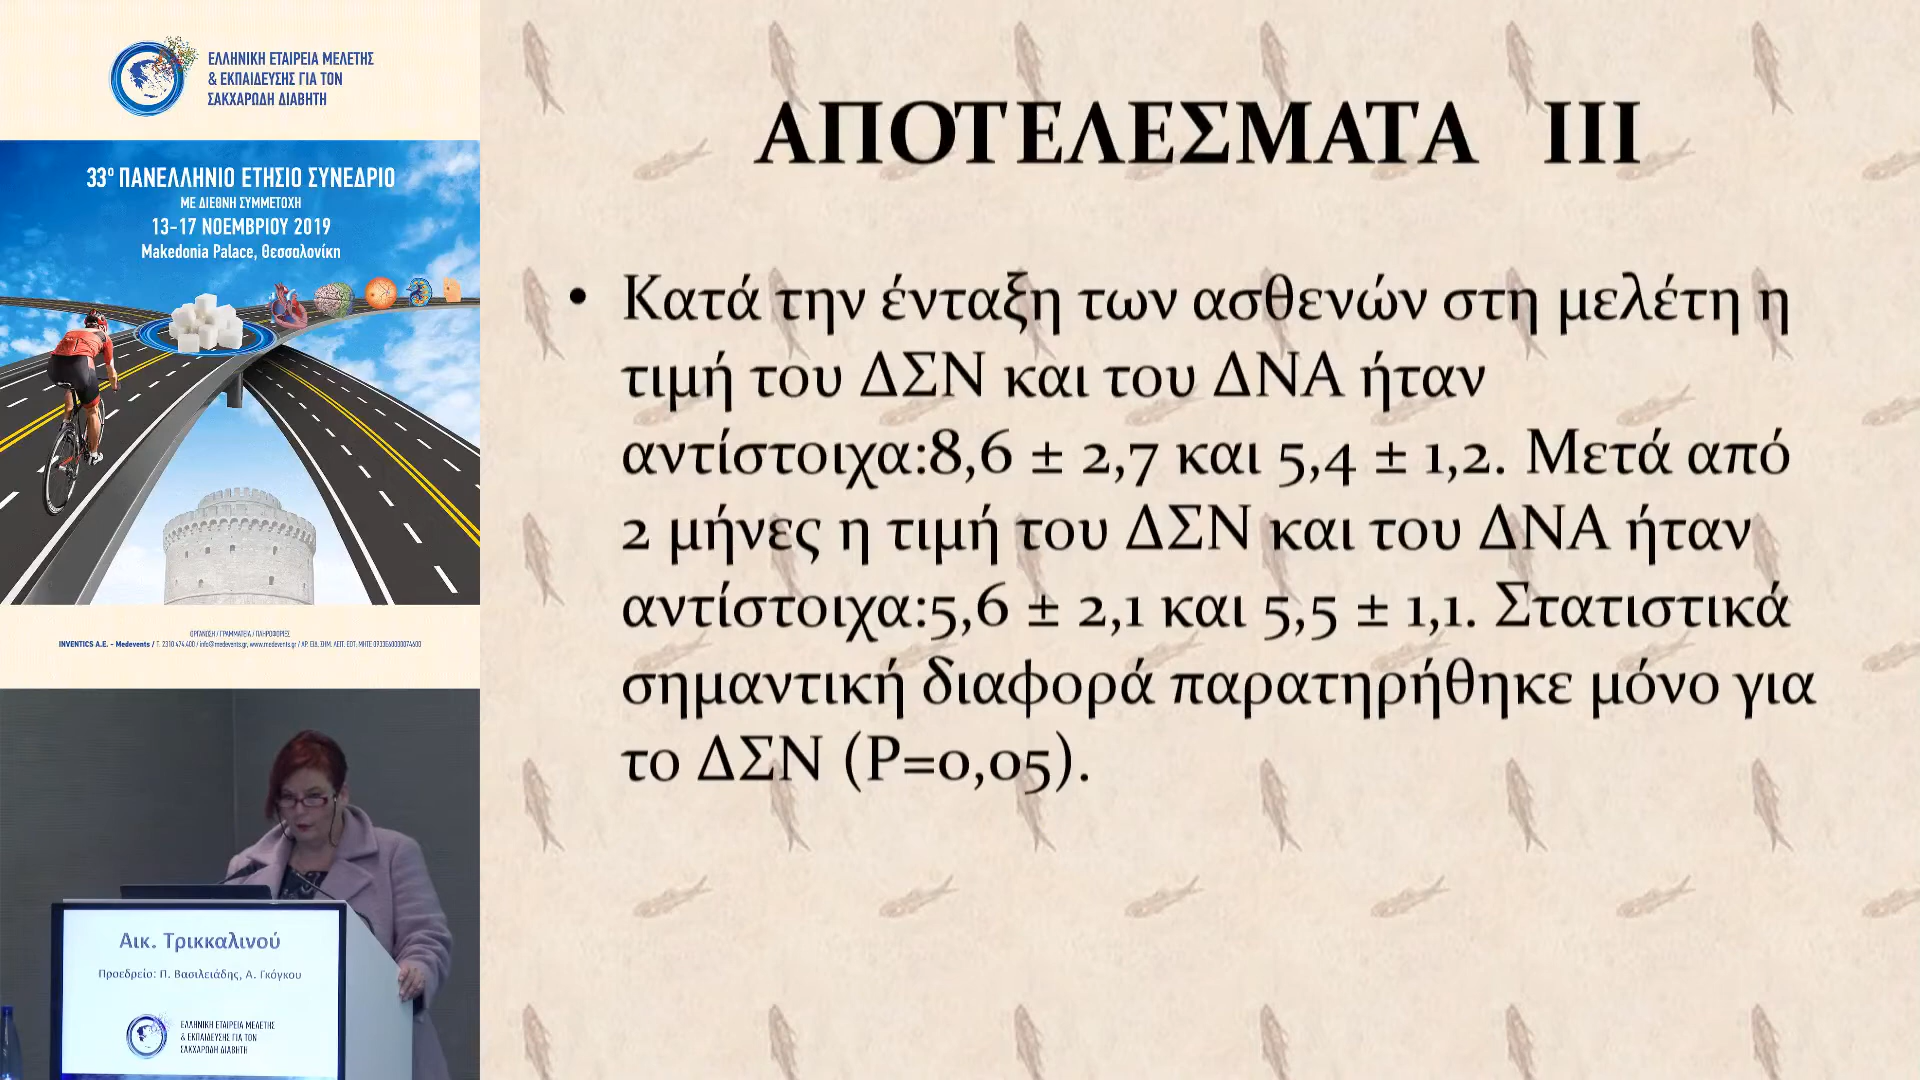 ΕΛΛΗΝΙΚΗ ΕΤΑΙΡΕΙΑ ΜΕΛΕΤΗΣ
& ΕΚΠΑΙΔΕΥΣΗΣ ΓΙΑ ΤΟΝ
ΣΑΚΧΑΡΩΔΗ ΔΙΑΒΗΤΗ
33ο ΠΑΝΕΛΛΗΝΙΟ ΕΤΗΣΙΟ ΣΥΝΕΔΡΙΟ
ΜΕ ΔΙΕΘΝΗ ΣΥΜΜΕΤΟΧΗ
13-17 ΝΟΕΜΒΡΙΟΥ 2019
Makedonia Palace, Θεσσαλονίκη
ΟΡΓΑΝΩΣΗ / ΓΡΑΜΜΑΤΕΙΑ / ΠΛΗΡΟΦΟΡΙΕΣ
INVENTICS A.E. - Medevents / Τ. 2310 474.400 / info@medevents.gr, www.medevents.gr /
Αικ. Τρικκαλινού
Προεδρείο: Π. Βασιλειάδης, Α. Γκόγκου
ΕΛΛΗΝΙΚΗ ΕΤΑΙΡΕΙΑ ΜΕΛΕΤΗΣ
& ΕΚΠΑΙΔΕΥΣΗΣ ΓΙΑ ΤΟΝ
ΣΑΚΧΑΡΩΔΗ ΔΙΑΒΗΤΗ
ΑΠΟΤΕΛΕΣΜΑΤΑ III
• Κατά την ένταξη των ασθενών στη μελέτη η
τιμή του ΔΣΝ και του ΔΝΑ ήταν
αντίστοιχα:8,6 ± 2,7 και 5,4 ± 1,2. Μετά από
2 μήνες η τιμή του ΔΣΝ και του ΔΝΑ ήταν
αντίστοιχα:5,6 ± 2,1 και 5,5 ± 1,1. Στατιστικά
σημαντική διαφορά παρατηρήθηκε μόνο για
το ΔΣΝ (P=0,05).